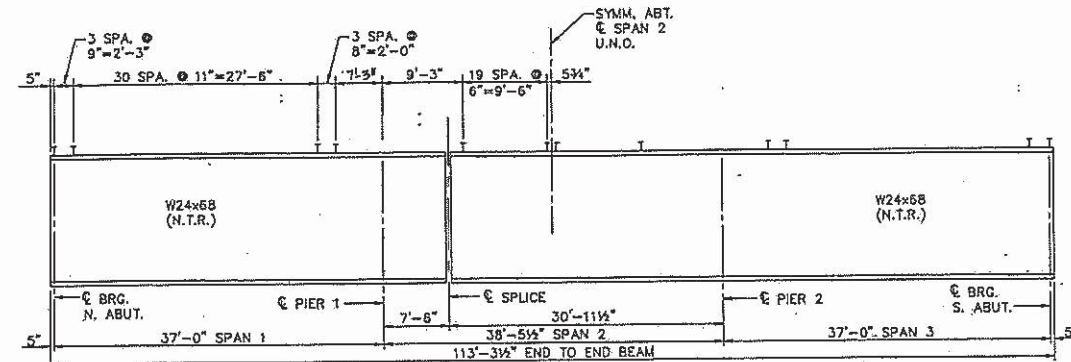 SYMM. ABT.
℄ SPAN 2
U.N.O.
3 SPA. @
9"=2'-3"
3 SPA. @
8"=2'-0"
5"
30 SPA. @ 11"=27'-6"
7'-3"
9'-3"
19 SPA. @
6"=9'-6"
5¾"
W24x68
(N.T.R.)
W24x68
(N.T.R.)
℄ BRG.
N. ABUT.
℄ PIER 1
℄ SPLICE
℄ PIER 2
℄ BRG.
S. ABUT.
7'-6"
30'-11½"
5"
37'-0" SPAN 1
38'-5½" SPAN 2
37'-0" SPAN 3
5"
113'-3½" END TO END BEAM